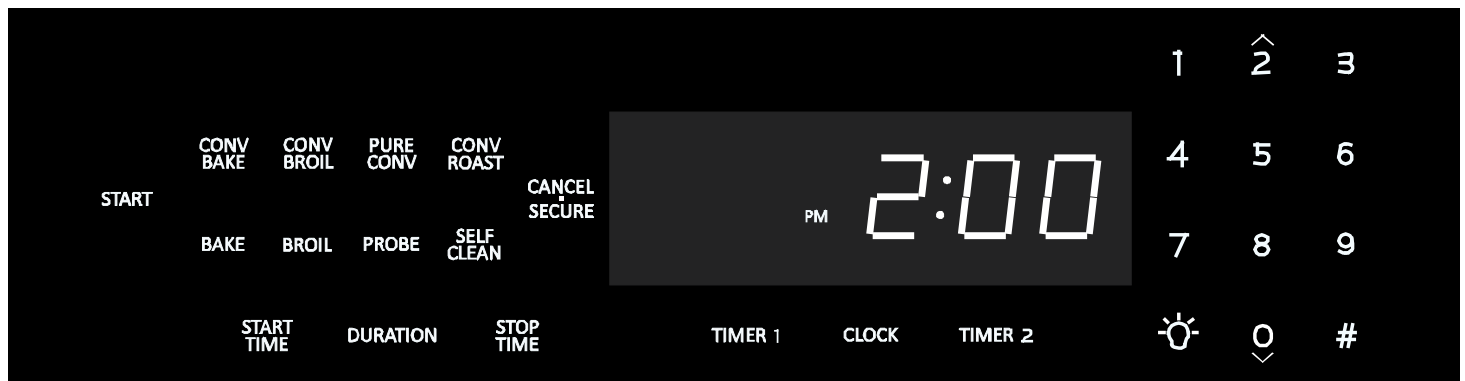 1 2 3
CONV CONV PURE CONV
BAKE BROIL CONV ROAST
4 5 6
START
CANCEL
SECURE
PM 2:00
BAKE BROIL PROBE SELF
CLEAN
7 8 9
START DURATION STOP
TIME TIME
TIMER 1 CLOCK TIMER 2
0 #